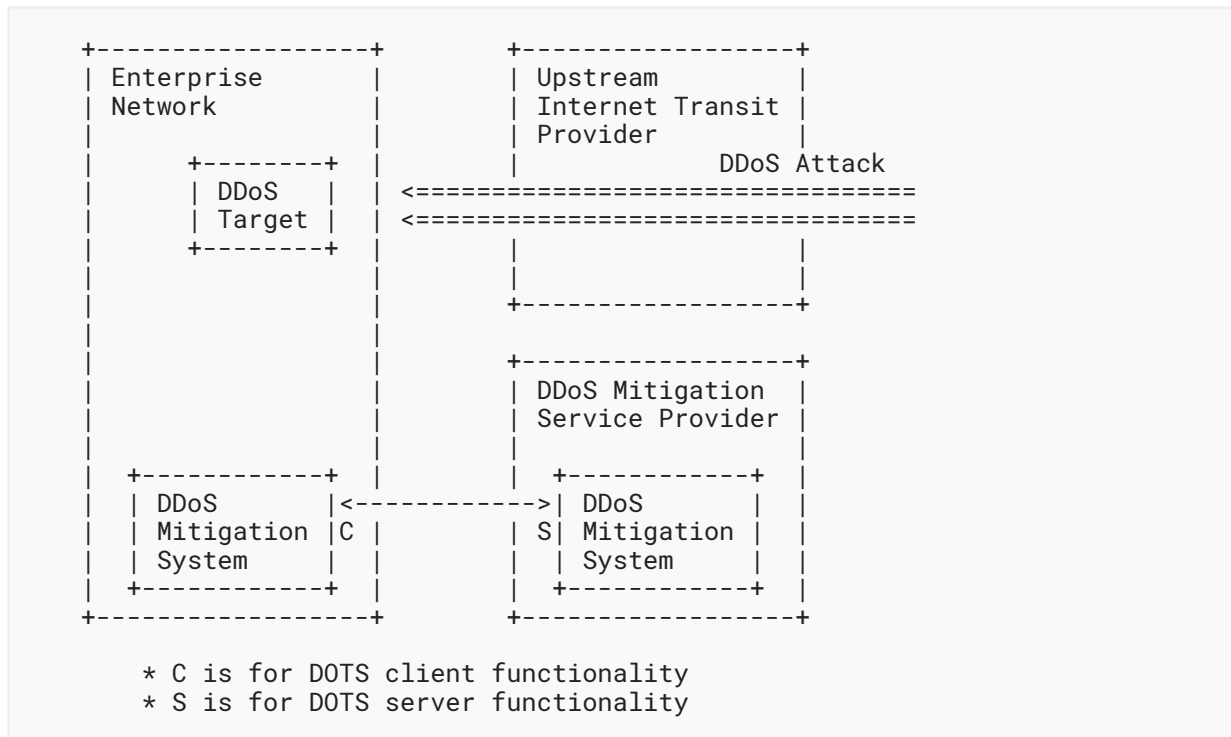 +------------------+        +------------------+
| Enterprise       |        | Upstream         |
| Network          |        | Internet Transit |
|                  |        | Provider         |
|      +--------+  |        |             DDoS Attack
|      | DDoS   |  | <=================================
|      | Target |  | <=================================
|      +--------+  |        |                  |
|                  |        |                  |
|                  |        +------------------+
|                  |
|                  |        +------------------+
|                  |        | DDoS Mitigation  |
|                  |        | Service Provider |
|                  |        |                  |
|  +------------+  |        |  +------------+  |
|  | DDoS       |<------------>| DDoS       |  |
|  | Mitigation |C |        | S| Mitigation |  |
|  | System     |  |        |  | System     |  |
|  +------------+  |        |  +------------+  |
+------------------+        +------------------+
* C is for DOTS client functionality
* S is for DOTS server functionality